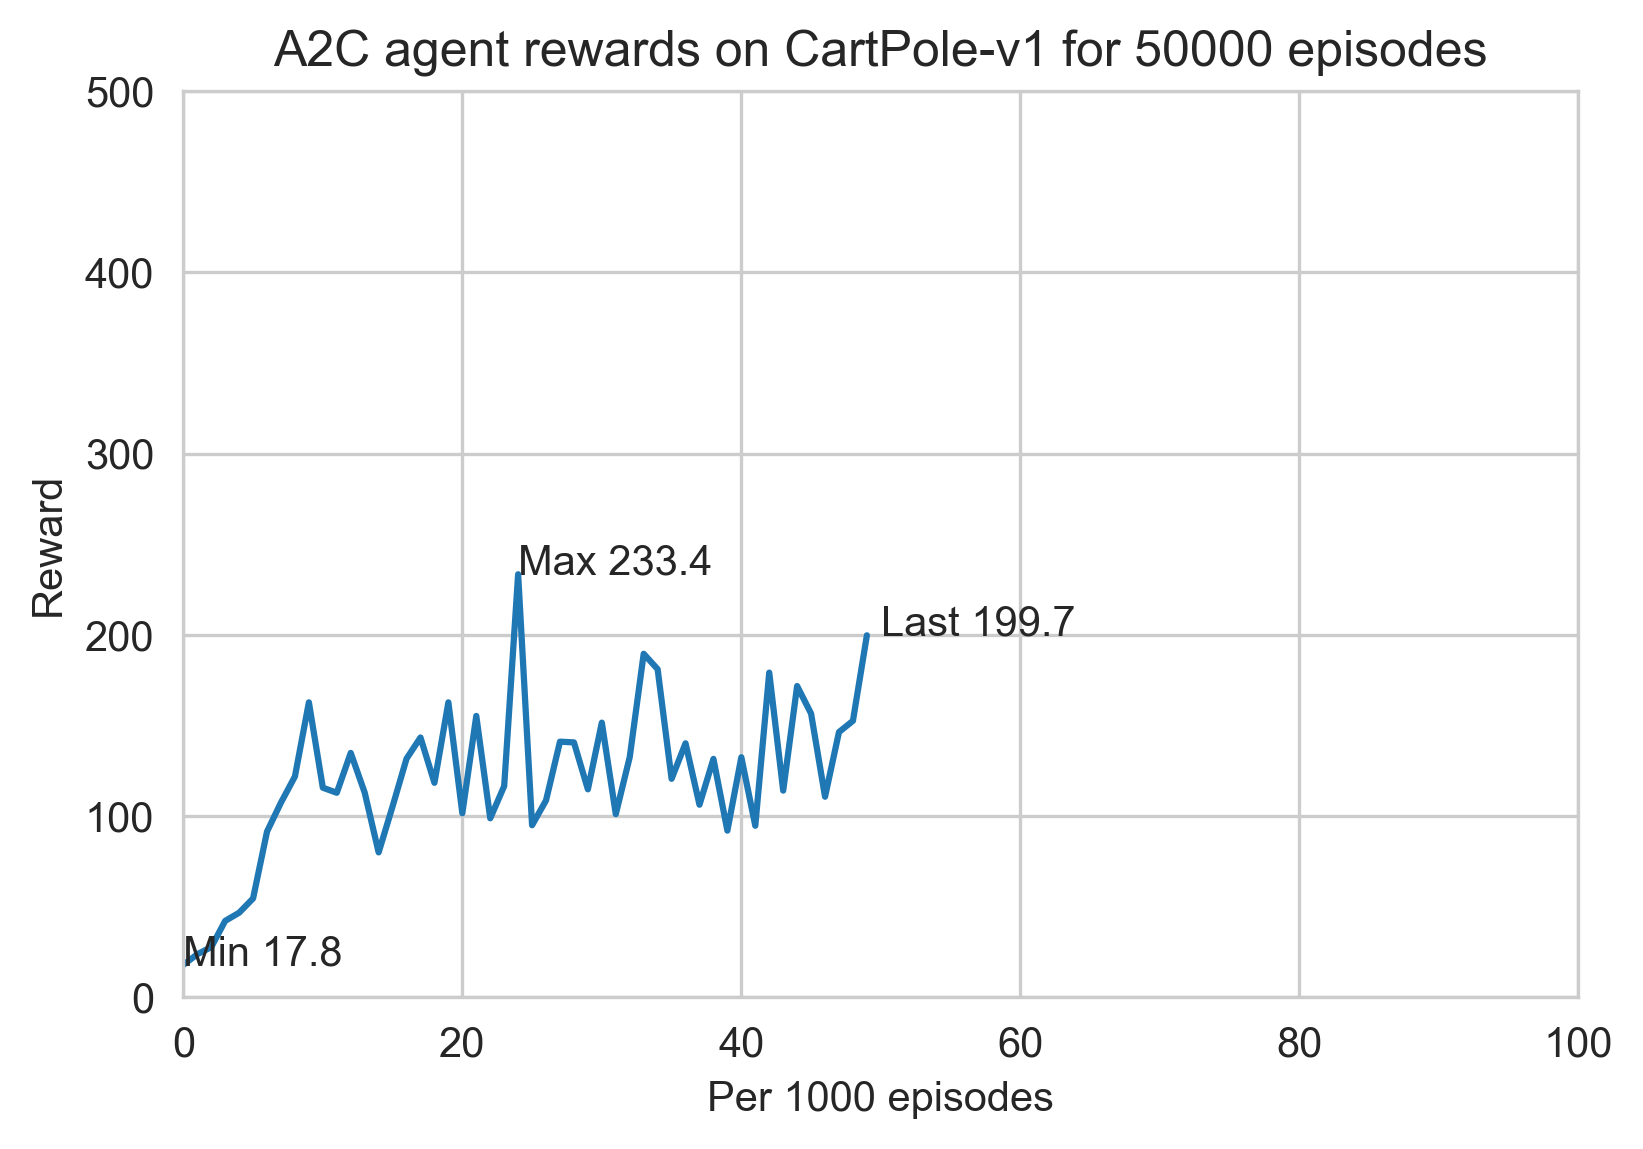 A2C agent rewards on CartPole-v1 for 50000 episodes
500
400
300
200
100
0
Reward
Max 233.4
Last 199.7
Min 17.8
0 20 40 60 80 100
Per 1000 episodes